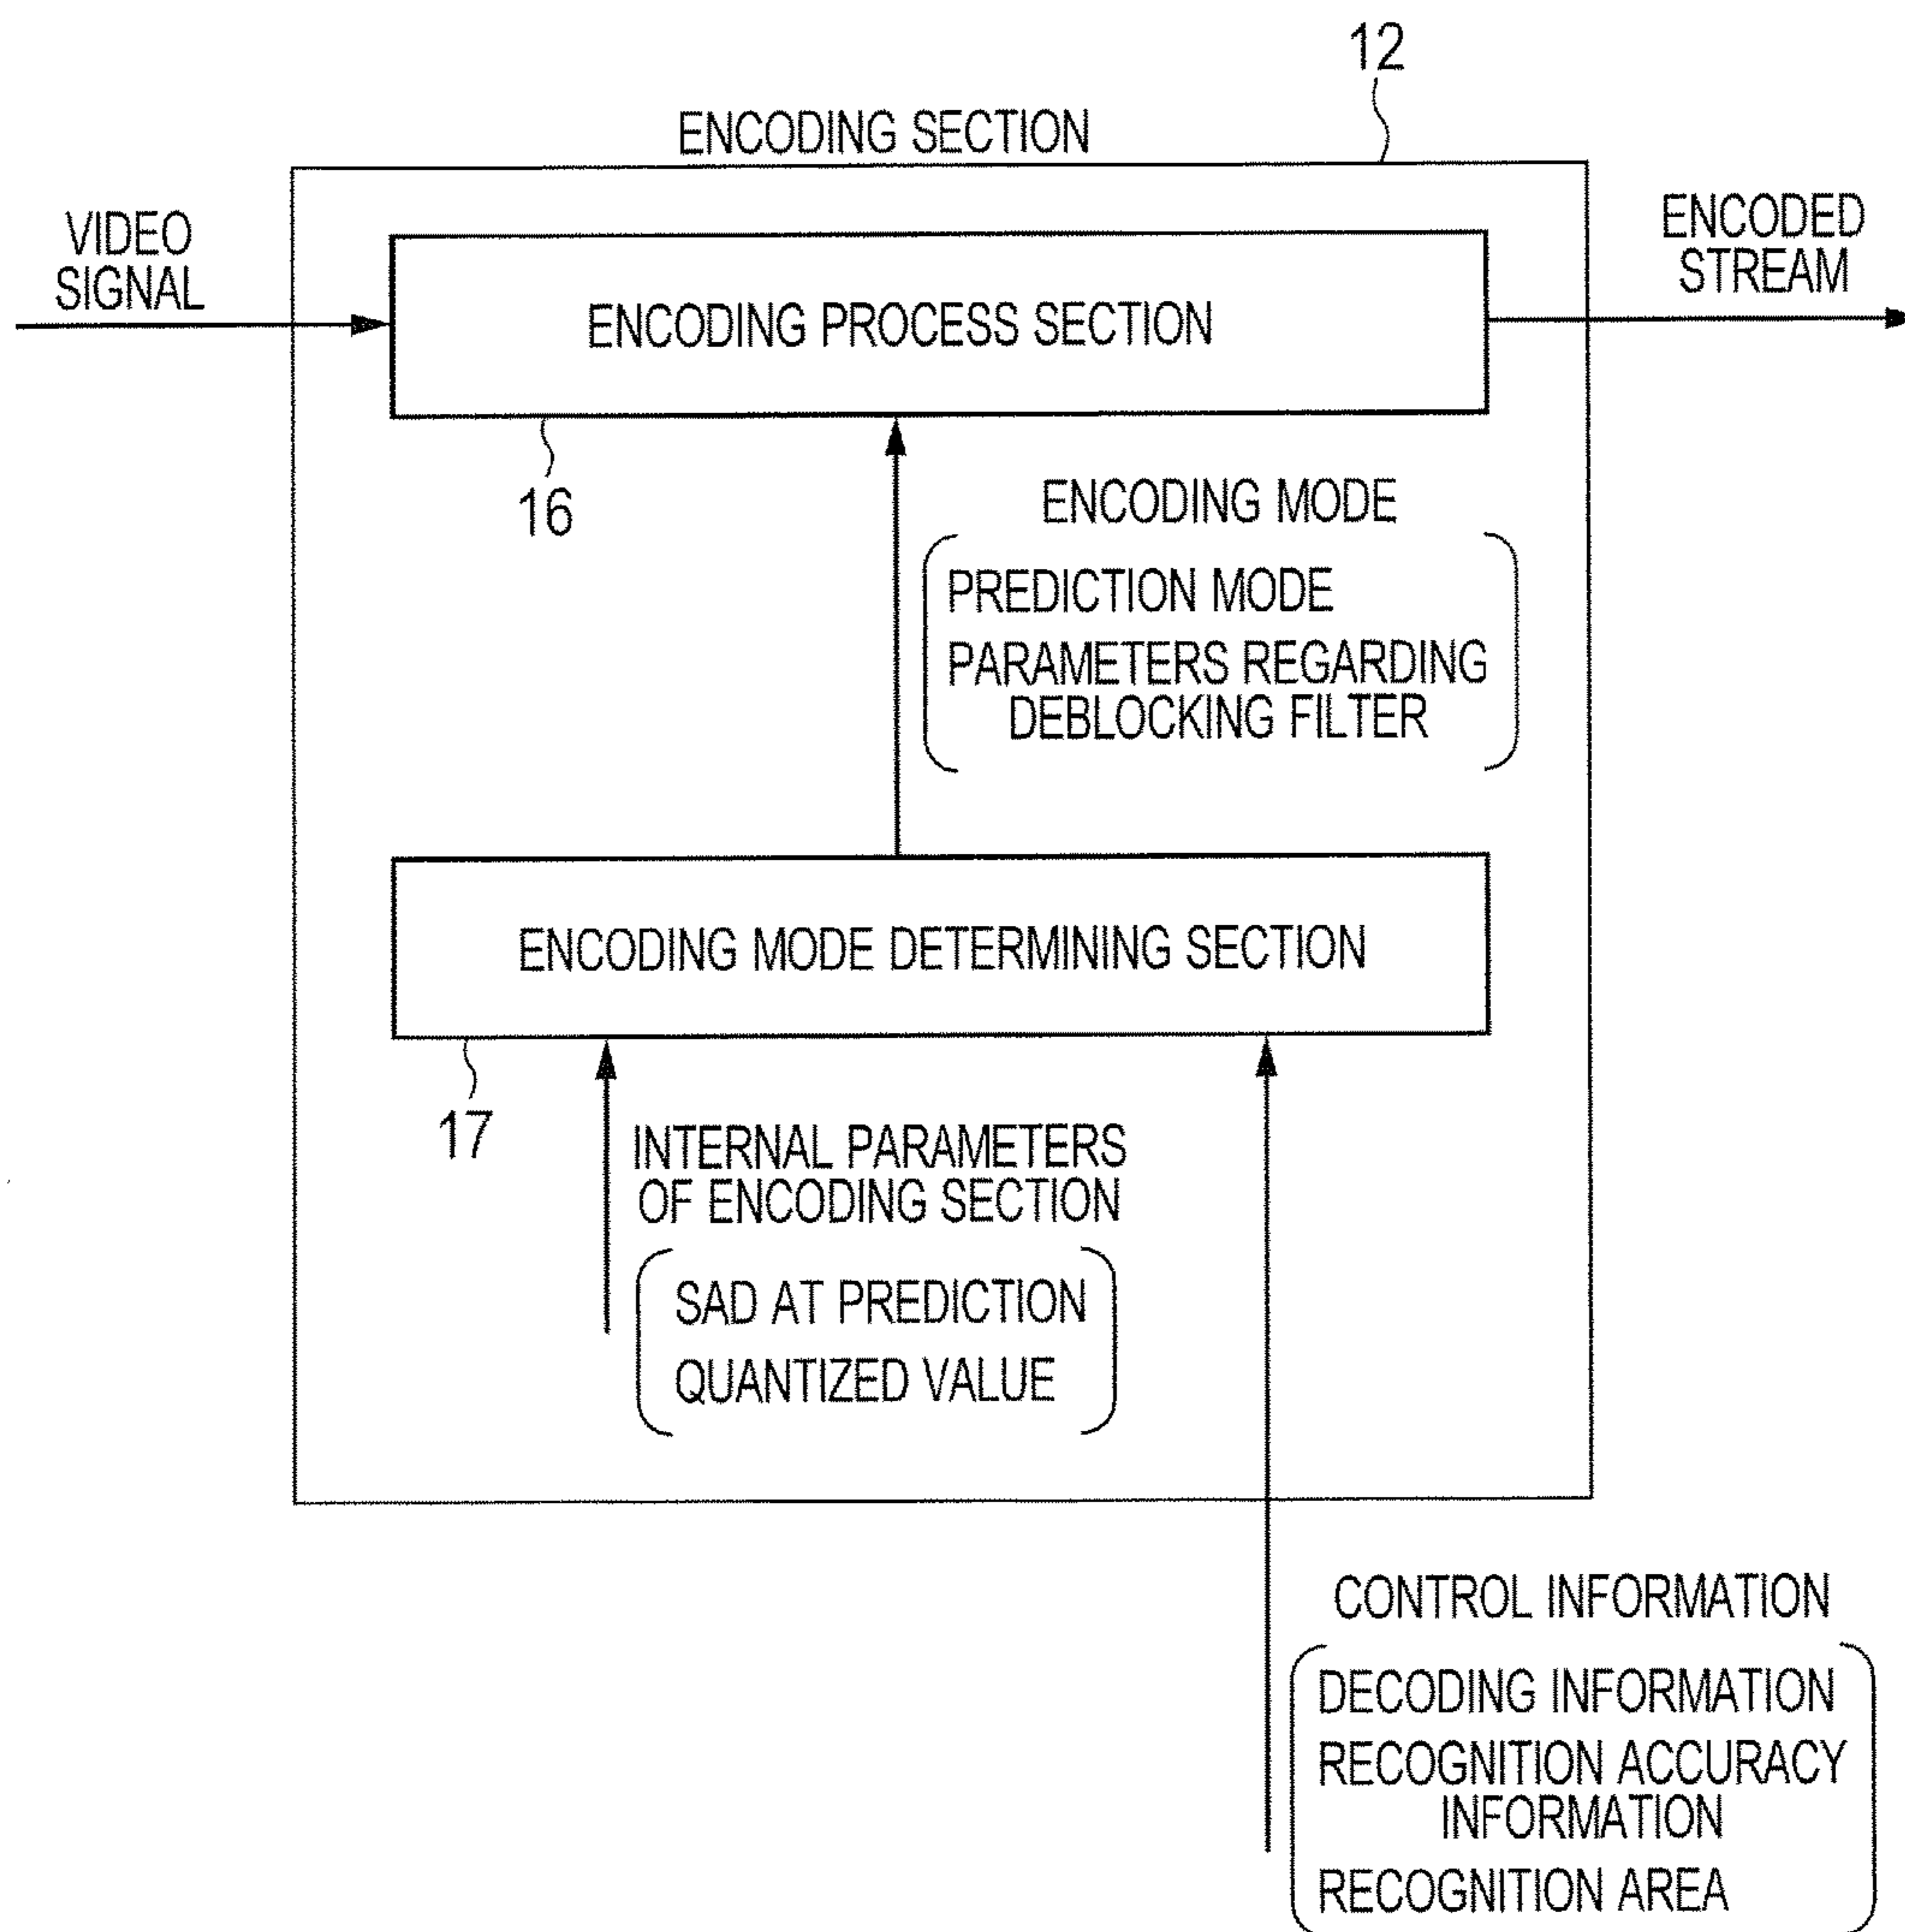 12
ENCODING SECTION
VIDEO
SIGNAL
ENCODED
STREAM
ENCODING PROCESS SECTION
16
ENCODING MODE
PREDICTION MODE
PARAMETERS REGARDING
DEBLOCKING FILTER
ENCODING MODE DETERMINING SECTION
17
INTERNAL PARAMETERS
OF ENCODING SECTION
SAD AT PREDICTION
QUANTIZED VALUE
CONTROL INFORMATION
DECODING INFORMATION
RECOGNITION ACCURACY
INFORMATION
RECOGNITION AREA